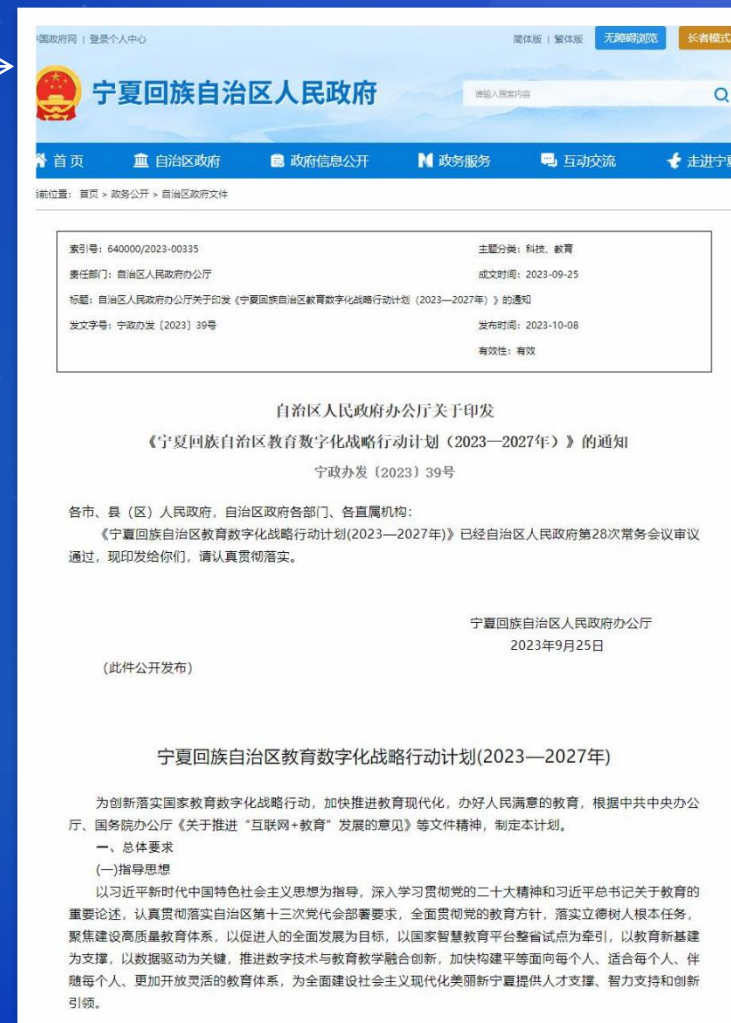 国政府网 | 登录个人中心
简体版 | 繁体版
无障碍浏览
长者模式
宁夏回族自治区人民政府
请输入搜索内容
首页
自治区政府
政府信息公开
政务服务
互动交流
走进宁夏
前位置: 首页 > 政务公开 > 自治区政府文件
索引号: 640000/2023-00335
主题分类: 科技、教育
责任部门: 自治区人民政府办公厅
成文时间: 2023-09-25
标题: 自治区人民政府办公厅关于印发《宁夏回族自治区教育数字化战略行动计划(2023—2027年)》的通知
发文字号: 宁政办发〔2023〕39号
发布时间: 2023-10-08
有效性: 有效
自治区人民政府办公厅关于印发
《宁夏回族自治区教育数字化战略行动计划(2023—2027年)》的通知
宁政办发〔2023〕39号
各市、县(区)人民政府,自治区政府各部门、各直属机构:
《宁夏回族自治区教育数字化战略行动计划(2023—2027年)》已经自治区人民政府第28次常务会议审议
通过,现印发给你们,请认真贯彻落实。
宁夏回族自治区人民政府办公厅
2023年9月25日
(此件公开发布)
宁夏回族自治区教育数字化战略行动计划(2023—2027年)
为创新落实国家教育数字化战略行动,加快推进教育现代化,办好人民满意的教育,根据中共中央办公
厅、国务院办公厅《关于推进“互联网+教育”发展的意见》等文件精神,制定本计划。
一、总体要求
(一)指导思想
以习近平新时代中国特色社会主义思想为指导,深入学习贯彻党的二十大精神和习近平总书记关于教育的
重要论述,认真贯彻落实自治区第十三次党代会部署要求,全面贯彻党的教育方针,落实立德树人根本任务,
聚焦建设高质量教育体系,以促进人的全面发展为目标,以国家智慧教育平台整省试点为牵引,以教育新基建
为支撑,以数据驱动为关键,推进数字技术与教育教学融合创新,加快构建平等面向每个人、适合每个人、伴
随每个人、更加开放灵活的教育体系,为全面建设社会主义现代化美丽新宁夏提供人才支撑、智力支持和创新
引领。